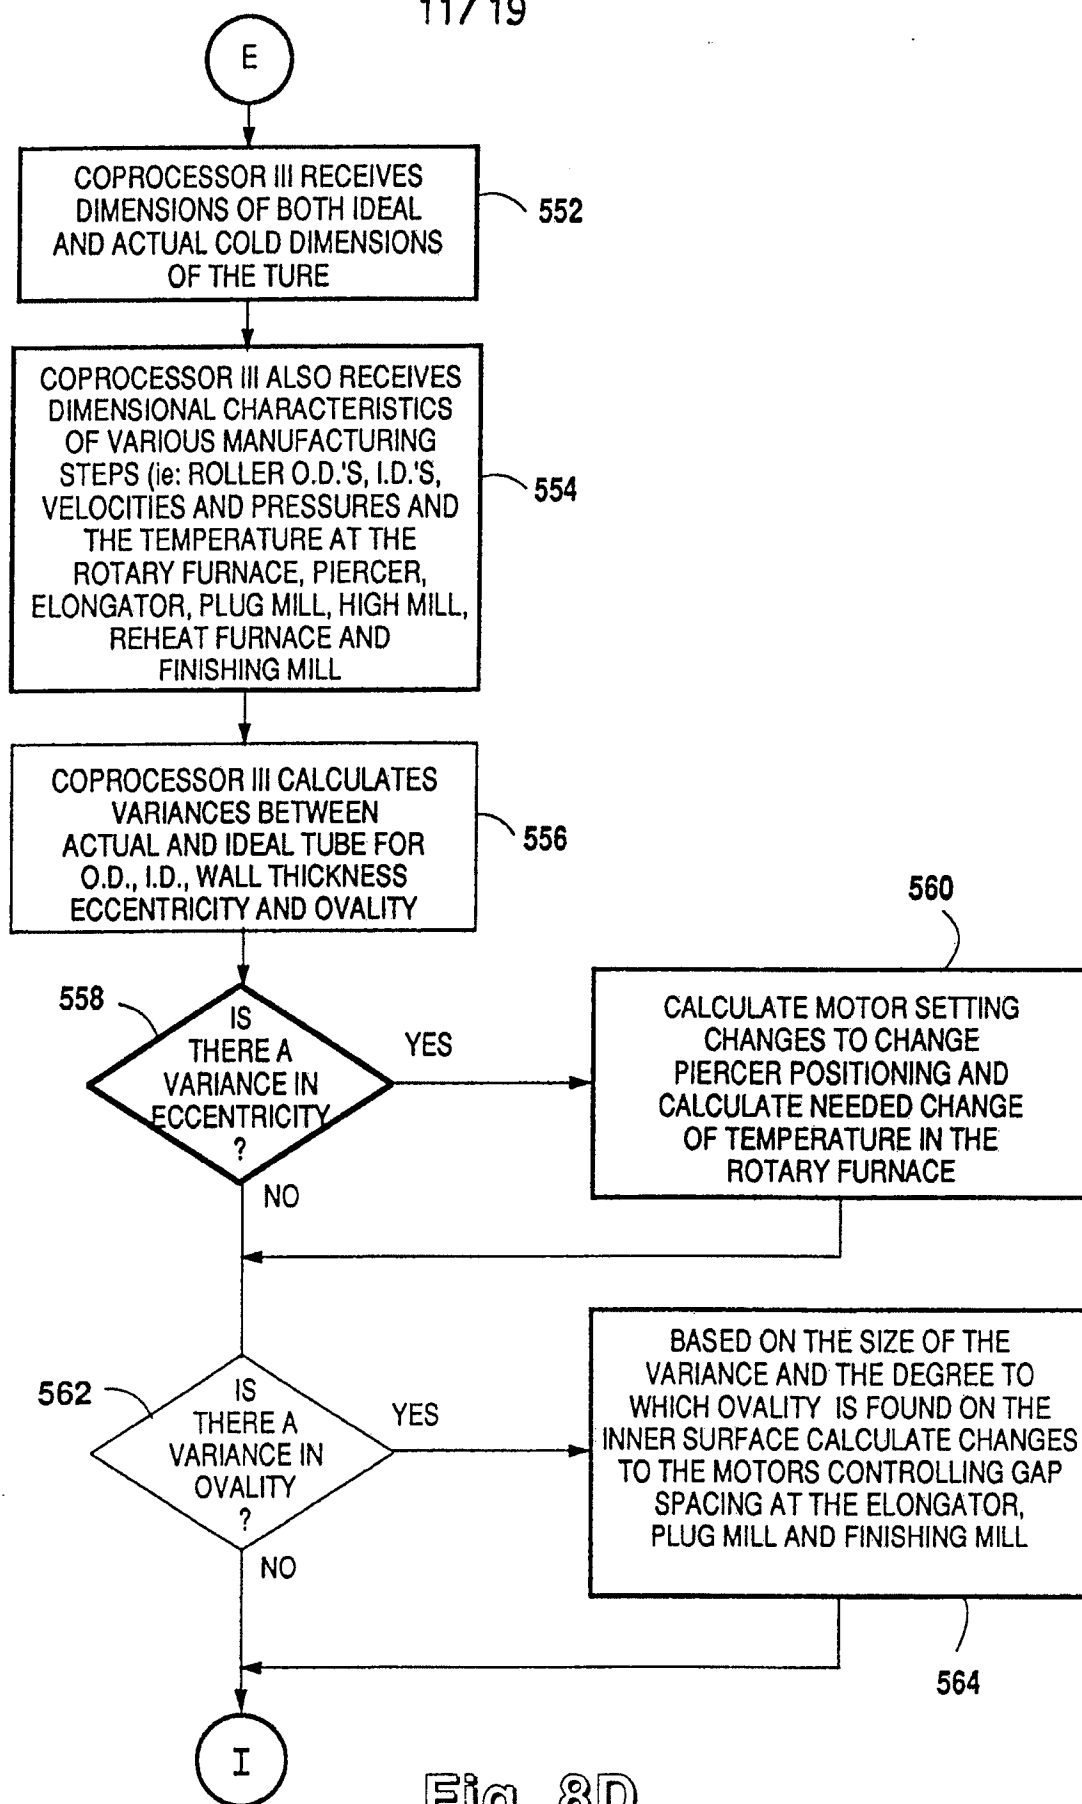 11/19
E
COPROCESSOR III RECEIVES
DIMENSIONS OF BOTH IDEAL
AND ACTUAL COLD DIMENSIONS
OF THE TURE
552
COPROCESSOR III ALSO RECEIVES
DIMENSIONAL CHARACTERISTICS
OF VARIOUS MANUFACTURING
STEPS (ie: ROLLER O.D.'S, I.D.'S,
VELOCITIES AND PRESSURES AND
THE TEMPERATURE AT THE
ROTARY FURNACE, PIERCER,
ELONGATOR, PLUG MILL, HIGH MILL,
REHEAT FURNACE AND
FINISHING MILL
554
COPROCESSOR III CALCULATES
VARIANCES BETWEEN
ACTUAL AND IDEAL TUBE FOR
O.D., I.D., WALL THICKNESS
ECCENTRICITY AND OVALITY
556
558
IS
THERE A
VARIANCE IN
ECCENTRICITY
?
YES
NO
560
CALCULATE MOTOR SETTING
CHANGES TO CHANGE
PIERCER POSITIONING AND
CALCULATE NEEDED CHANGE
OF TEMPERATURE IN THE
ROTARY FURNACE
562
IS
THERE A
VARIANCE IN
OVALITY
?
YES
NO
BASED ON THE SIZE OF THE
VARIANCE AND THE DEGREE TO
WHICH OVALITY IS FOUND ON THE
INNER SURFACE CALCULATE CHANGES
TO THE MOTORS CONTROLLING GAP
SPACING AT THE ELONGATOR,
PLUG MILL AND FINISHING MILL
564
I
Fig. 8D